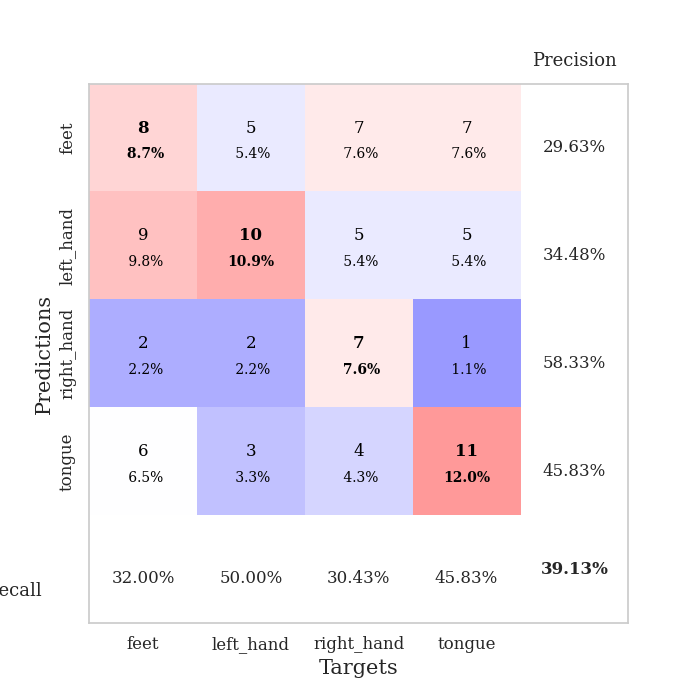 Precision
feet
8 5 7 7
8.7% 5.4% 7.6% 7.6%
29.63%
left_hand
9 10 5 5
9.8% 10.9% 5.4% 5.4%
34.48%
Predictions
right_hand
2 2 7 1
2.2% 2.2% 7.6% 1.1%
58.33%
tongue
6 3 4 11
6.5% 3.3% 4.3% 12.0%
45.83%
ecall
32.00% 50.00% 30.43% 45.83% 39.13%
feet left_hand right_hand tongue
Targets